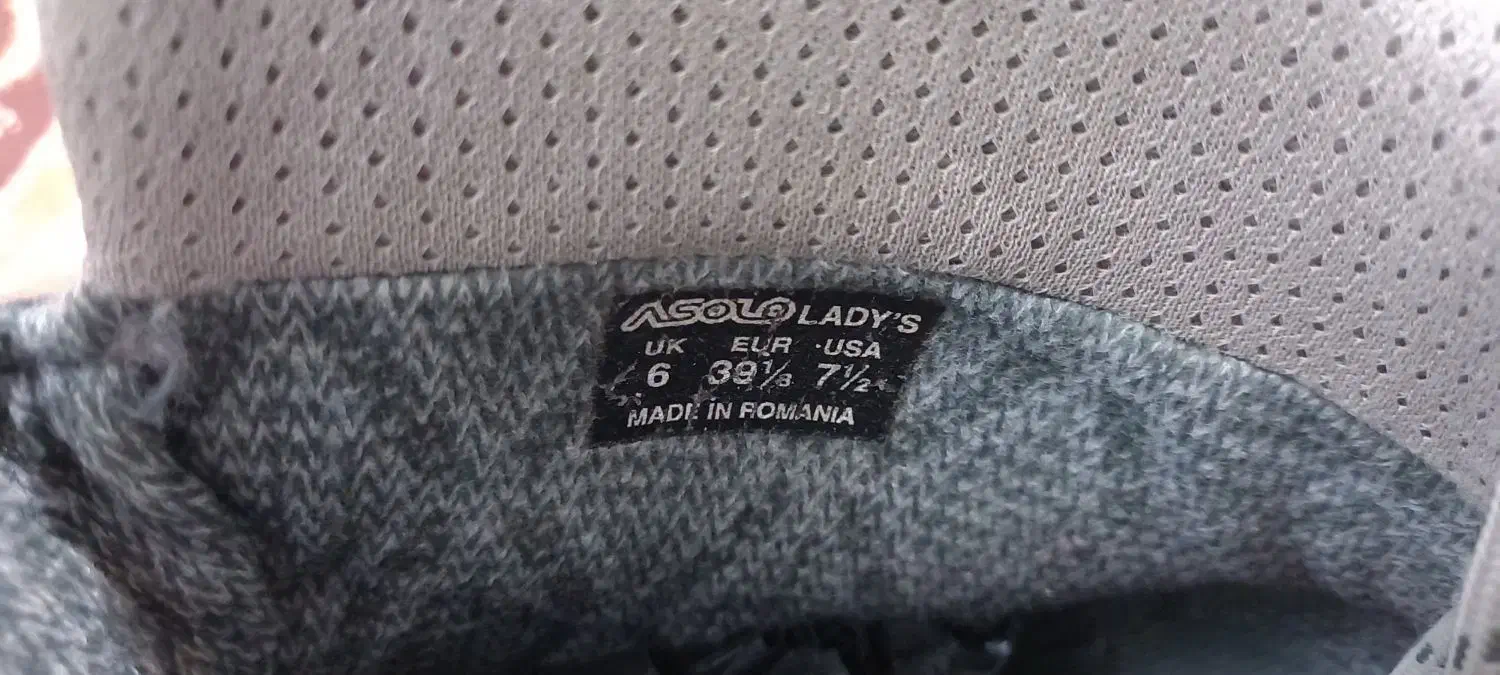 ASOLO LADY'S
UK EUR USA
6 39⅓ 7½
MADE IN ROMANIA